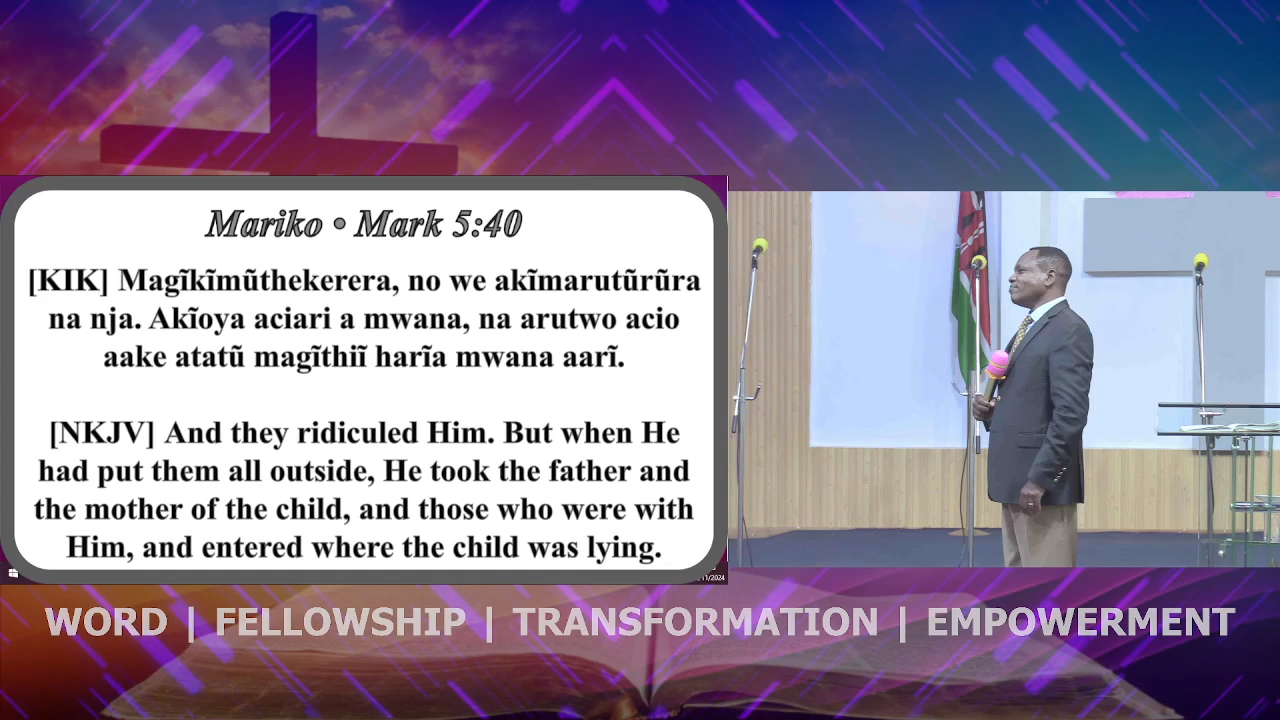 Mariko • Mark 5:40
[KIK] Magĩkĩmũthekerera, no we akĩmarutũrũra
na nja. Akĩoya aciari a mwana, na arutwo acio
aake atatũ magĩthiĩ harĩa mwana aarĩ.
[NKJV] And they ridiculed Him. But when He
had put them all outside, He took the father and
the mother of the child, and those who were with
Him, and entered where the child was lying.
WORD | FELLOWSHIP | TRANSFORMATION | EMPOWERMENT